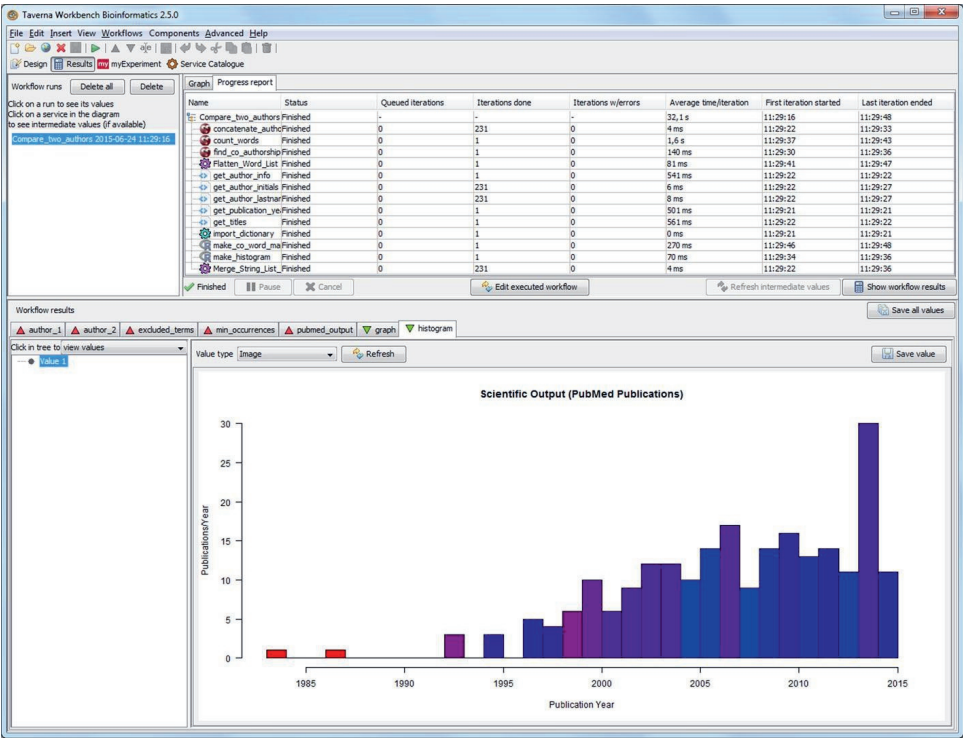 Taverna Workbench Bioinformatics 2.5.0
File Edit Insert View Workflows Components Advanced Help
Design Results my myExperiment Service Catalogue
Workflow runs Delete all Delete
Click on a run to see its values
Click on a service in the diagram
to see intermediate values (if available)
Compare_two_authors 2015-06-24 11:29:16
Graph Progress report
Name Status Queued iterations Iterations done Iterations w/errors Average time/iteration First iteration started Last iteration ended
Compare_two_authors Finished - - - 32,1 s 11:29:16 11:29:48
concatenate_autho Finished 0 231 0 4 ms 11:29:22 11:29:33
count_words Finished 0 1 0 1,6 s 11:29:37 11:29:43
find_co_authorship Finished 0 1 0 140 ms 11:29:30 11:29:36
Flatten_Word_List Finished 0 1 0 81 ms 11:29:41 11:29:47
get_author_info Finished 0 1 0 541 ms 11:29:22 11:29:22
get_author_initials Finished 0 231 0 6 ms 11:29:22 11:29:27
get_author_lastnar Finished 0 231 0 8 ms 11:29:22 11:29:27
get_publication_ye Finished 0 1 0 501 ms 11:29:21 11:29:21
get_titles Finished 0 1 0 561 ms 11:29:22 11:29:22
import_dictionary Finished 0 1 0 0 ms 11:29:21 11:29:21
make_co_word_ma Finished 0 1 0 270 ms 11:29:46 11:29:48
make_histogram Finished 0 1 0 70 ms 11:29:34 11:29:36
Merge_String_List_ Finished 0 231 0 4 ms 11:29:22 11:29:36
Finished Pause Cancel Edit executed workflow Refresh intermediate values Show workflow results
Workflow results Save all values
author_1 author_2 excluded_terms min_occurrences pubmed_output graph histogram
Click in tree to view values
Value 1
Value type Image Refresh Save value
Scientific Output (PubMed Publications)
Publications/Year
30
25
20
15
10
5
0
1985 1990 1995 2000 2005 2010 2015
Publication Year